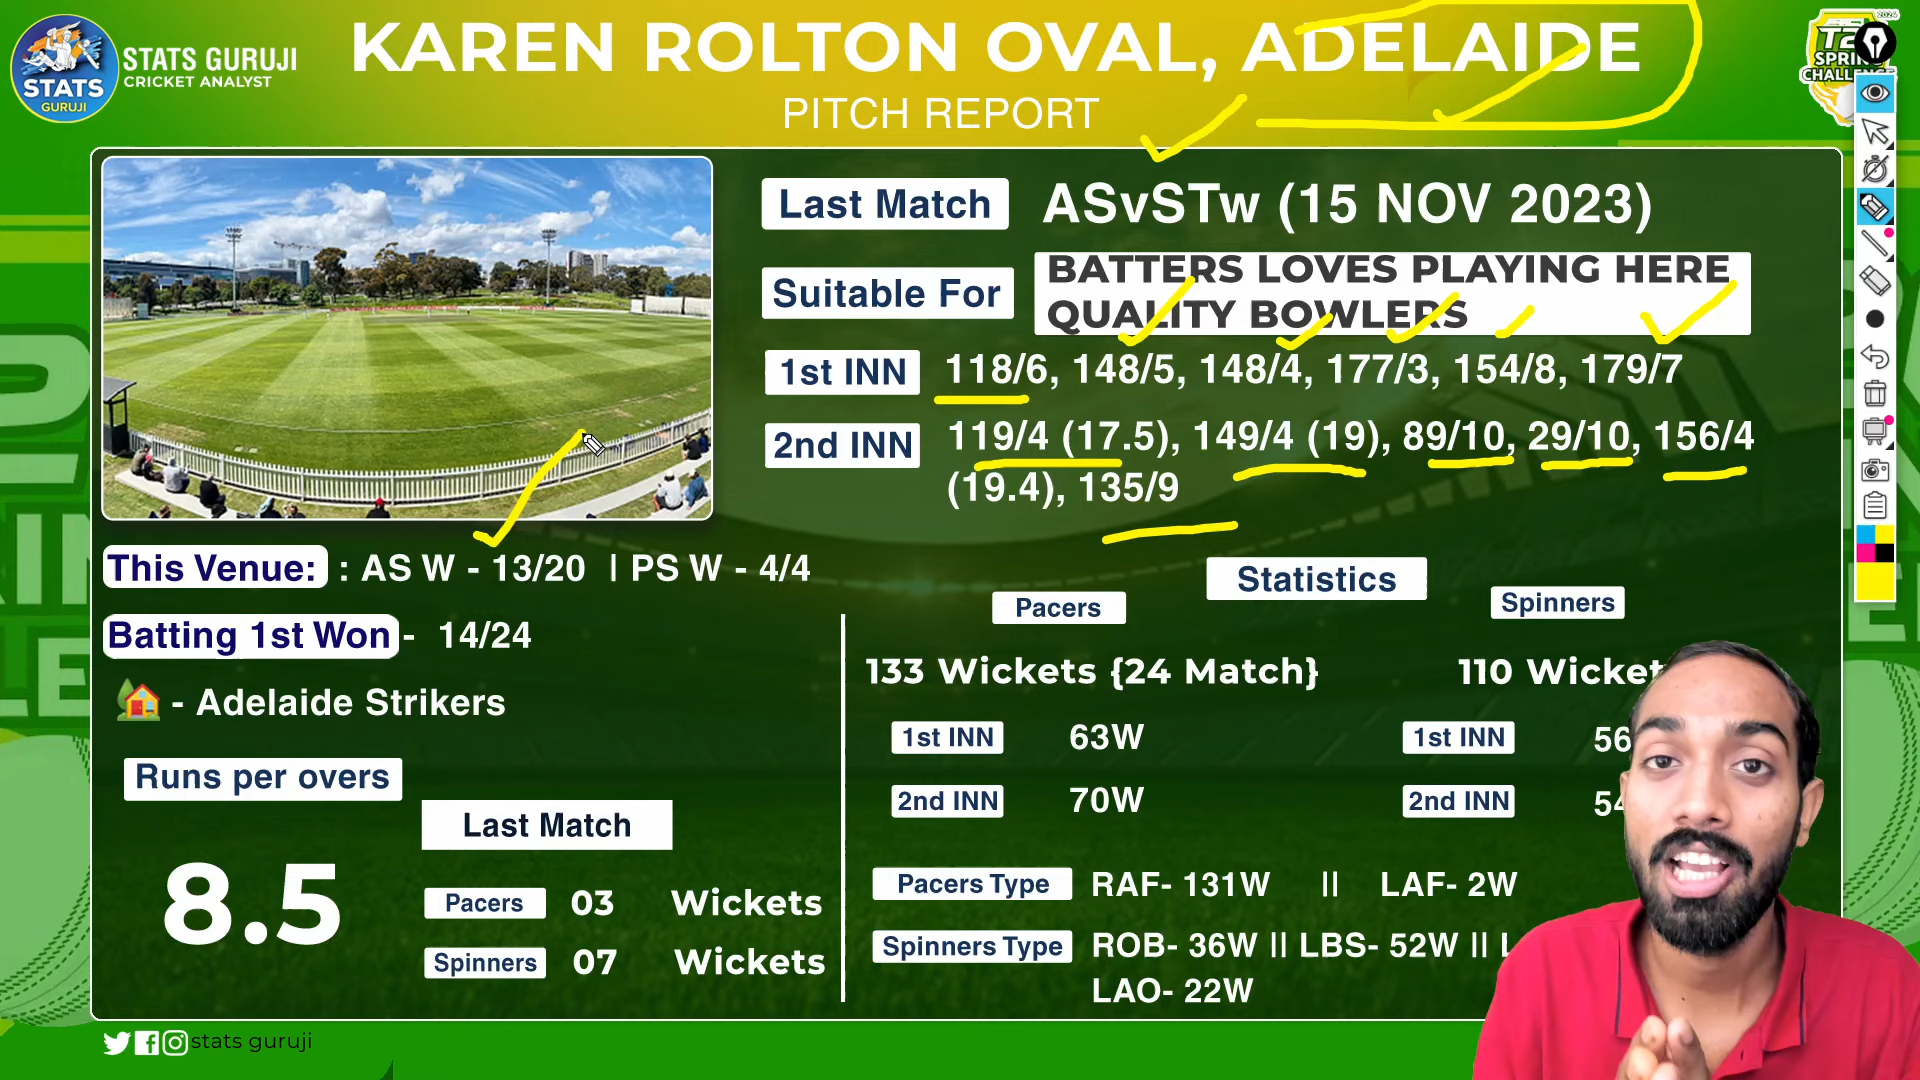 STATS GURUJI
STATS GURUJI
CRICKET ANALYST
KAREN ROLTON OVAL, ADELAIDE
PITCH REPORT
2024
CHALLENGE
Last Match ASvSTw (15 NOV 2023)
Suitable For BATTERS LOVES PLAYING HERE
QUALITY BOWLERS
1st INN 118/6, 148/5, 148/4, 177/3, 154/8, 179/7
2nd INN 119/4 (17.5), 149/4 (19), 89/10, 29/10, 156/4
(19.4), 135/9
This Venue: : AS W - 13/20 | PS W - 4/4
Batting 1st Won - 14/24
- Adelaide Strikers
Runs per overs
8.5
Last Match
Pacers 03 Wickets
Spinners 07 Wickets
Statistics
Pacers
Spinners
133 Wickets {24 Match}
110
1st INN 63W
1st INN
2nd INN 70W
2nd INN
Pacers Type RAF- 131W || LAF- 2W
Spinners Type ROB- 36W || LBS- 52W ||
LAO- 22W
stats guruji